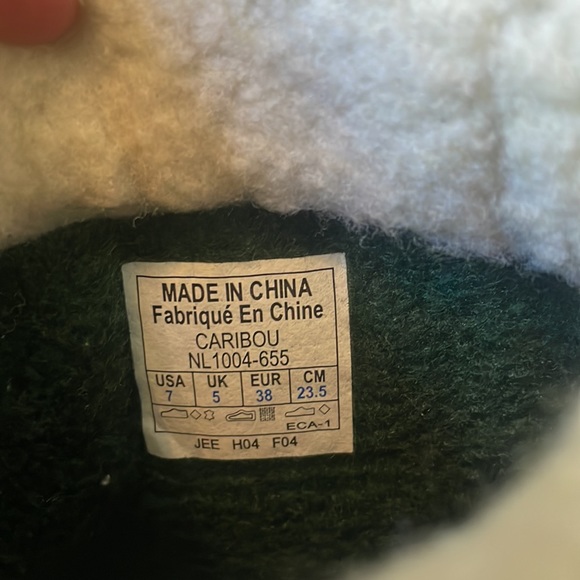 MADE IN CHINA
Fabriqué En Chine
CARIBOU
NL1004-655
USA UK EUR CM
7 5 38 23.5
ECA-1
JEE H04 F04